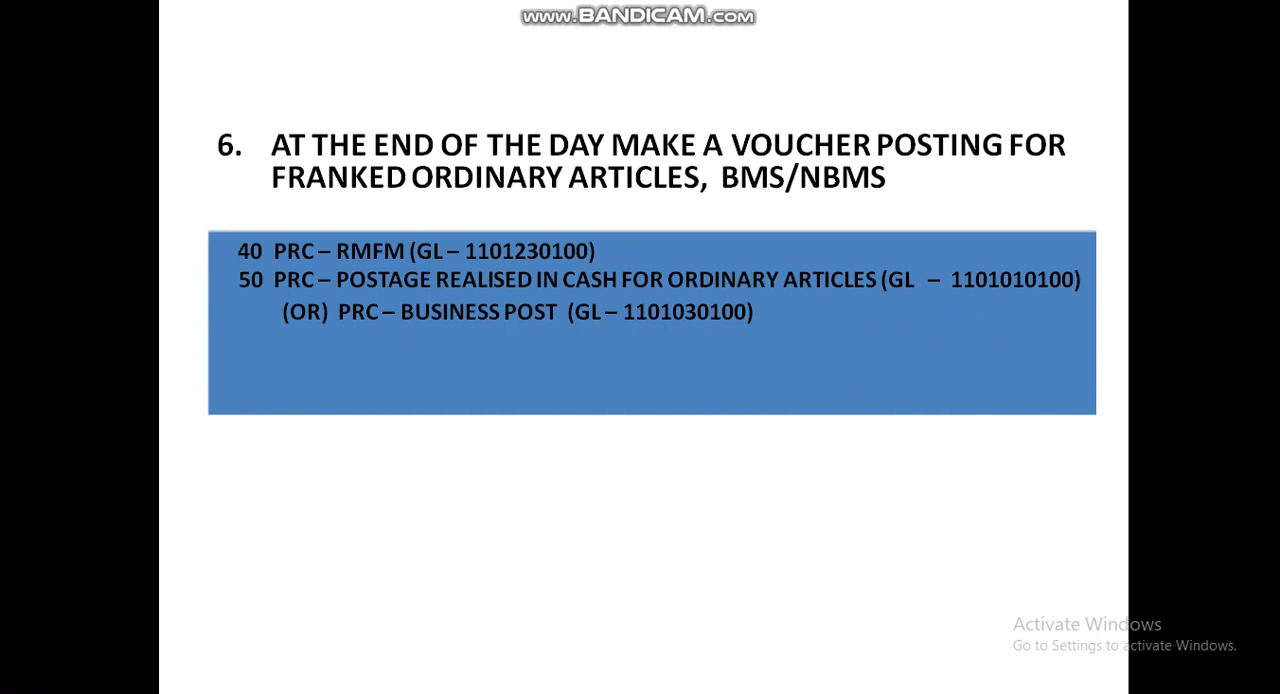 www.BANDICAM.com
6. AT THE END OF THE DAY MAKE A VOUCHER POSTING FOR
FRANKED ORDINARY ARTICLES, BMS/NBMS
40 PRC – RMFM (GL – 1101230100)
50 PRC – POSTAGE REALISED IN CASH FOR ORDINARY ARTICLES (GL – 1101010100)
(OR) PRC – BUSINESS POST (GL – 1101030100)
Activate Windows
Go to Settings to activate Windows.